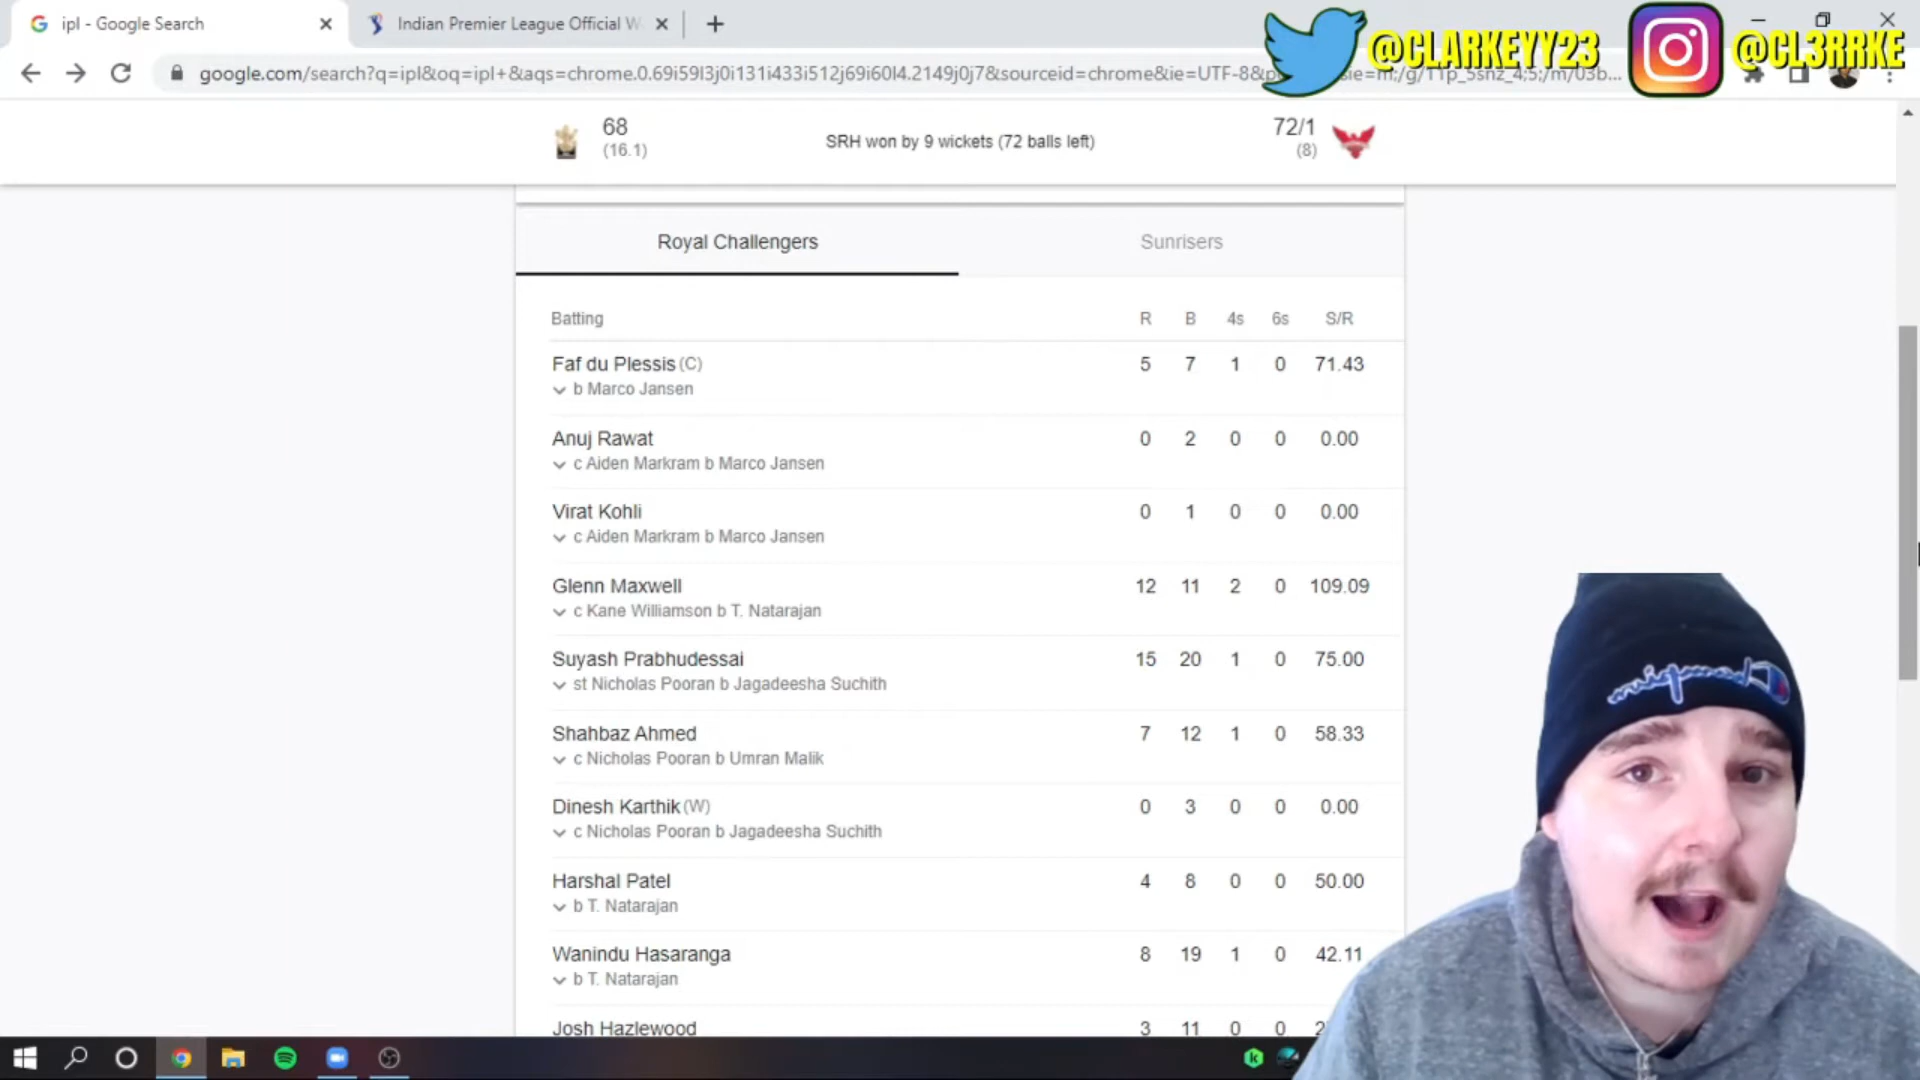 ipl - Google Search
Indian Premier League Official W
@CLARKEYY23
@CL3RRKE
google.com/search?q=ipl&oq=ipl+&aqs=chrome.0.69i59l3j0i131i433i512j69i60l4.2149j0j7&sourceid=chrome&ie=UTF-8&
68
(16.1)
SRH won by 9 wickets (72 balls left)
72/1
(8)
Royal Challengers
Sunrisers
Batting R B 4s 6s S/R
Faf du Plessis (C) 5 7 1 0 71.43
b Marco Jansen
Anuj Rawat 0 2 0 0 0.00
c Aiden Markram b Marco Jansen
Virat Kohli 0 1 0 0 0.00
c Aiden Markram b Marco Jansen
Glenn Maxwell 12 11 2 0 109.09
c Kane Williamson b T. Natarajan
Suyash Prabhudessai 15 20 1 0 75.00
st Nicholas Pooran b Jagadeesha Suchith
Shahbaz Ahmed 7 12 1 0 58.33
c Nicholas Pooran b Umran Malik
Dinesh Karthik (W) 0 3 0 0 0.00
c Nicholas Pooran b Jagadeesha Suchith
Harshal Patel 4 8 0 0 50.00
b T. Natarajan
Wanindu Hasaranga 8 19 1 0 42.11
b T. Natarajan
Josh Hazlewood 3 11 0 0